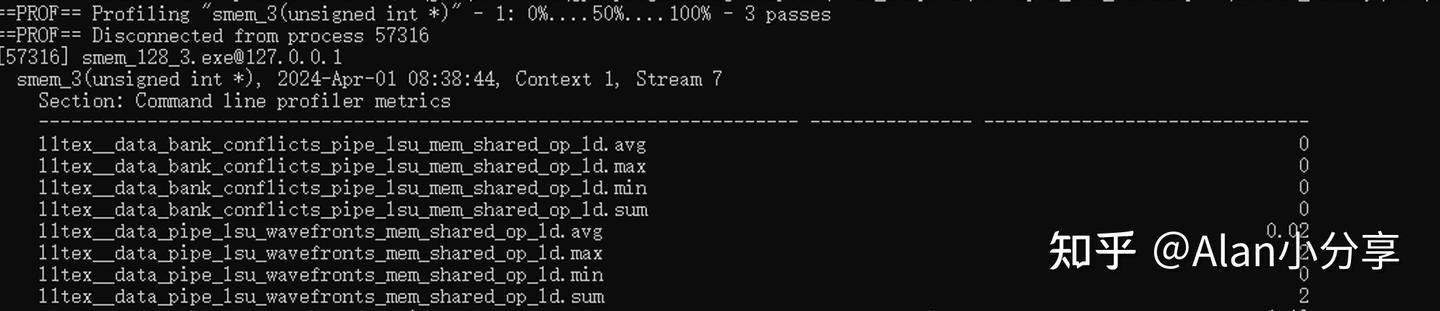 ==PROF== Profiling "smem_3(unsigned int *)" - 1: 0%....50%....100% - 3 passes
==PROF== Disconnected from process 57316
[57316] smem_128_3.exe@127.0.0.1
smem_3(unsigned int *), 2024-Apr-01 08:38:44, Context 1, Stream 7
Section: Command line profiler metrics
---------------------------------------------------------------------- --------------- ------------------------------
l1tex__data_bank_conflicts_pipe_lsu_mem_shared_op_ld.avg 0
l1tex__data_bank_conflicts_pipe_lsu_mem_shared_op_ld.max 0
l1tex__data_bank_conflicts_pipe_lsu_mem_shared_op_ld.min 0
l1tex__data_bank_conflicts_pipe_lsu_mem_shared_op_ld.sum 0
l1tex__data_pipe_lsu_wavefronts_mem_shared_op_ld.avg 0.02
l1tex__data_pipe_lsu_wavefronts_mem_shared_op_ld.max
l1tex__data_pipe_lsu_wavefronts_mem_shared_op_ld.min 0
l1tex__data_pipe_lsu_wavefronts_mem_shared_op_ld.sum 2
知乎 @Alan小分享